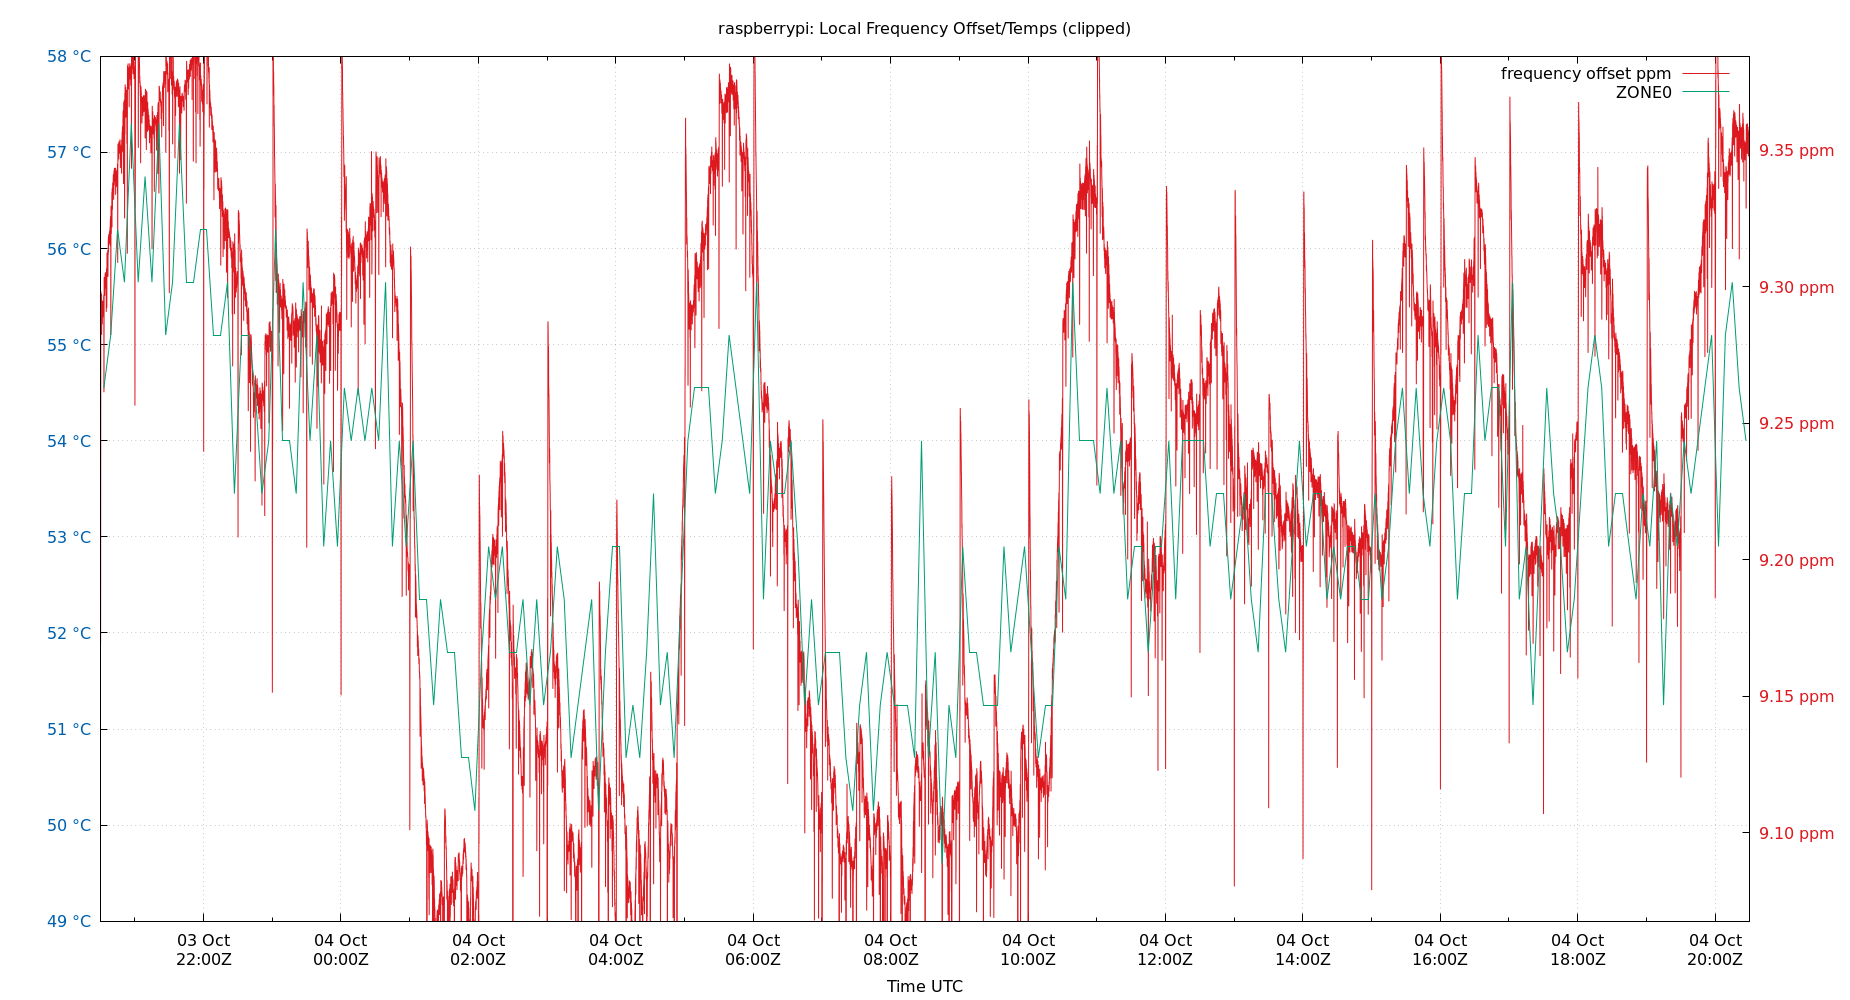 raspberrypi: Local Frequency Offset/Temps (clipped)
frequency offset ppm
ZONE0
58 °C
57 °C
56 °C
55 °C
54 °C
53 °C
52 °C
51 °C
50 °C
49 °C
9.35 ppm
9.30 ppm
9.25 ppm
9.20 ppm
9.15 ppm
9.10 ppm
03 Oct
22:00Z
04 Oct
00:00Z
04 Oct
02:00Z
04 Oct
04:00Z
04 Oct
06:00Z
04 Oct
08:00Z
04 Oct
10:00Z
04 Oct
12:00Z
04 Oct
14:00Z
04 Oct
16:00Z
04 Oct
18:00Z
04 Oct
20:00Z
Time UTC